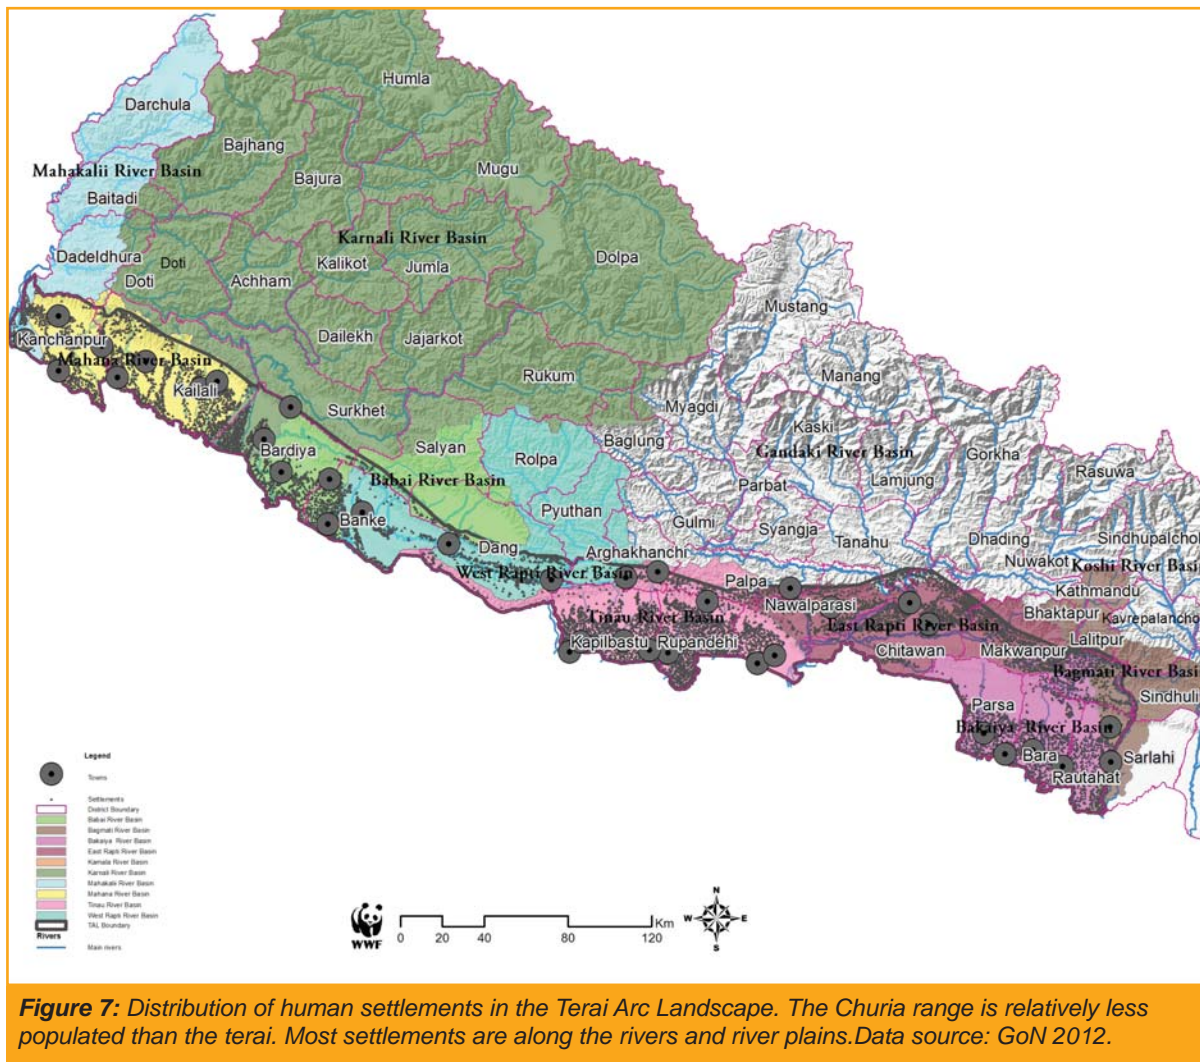 Humla
Darchula
Bajhang
Mugu
Mahakalii River Basin
Bajura
Baitadi
Karnali River Basin
Dadeldhura
Doti
Doti
Achham
Kalikot
Jumla
Dolpa
Mustang
Kanchanpur
Mahana River Basin
Kailali
Dailekh
Jajarkot
Rukum
Manang
Surkhet
Myagdi
Kaski
Gorkha
Salyan
Baglung
Gandaki River Basin
Rasuwa
Bardiya
Rolpa
Parbat
Lamjung
Babai River Basin
Banke
Pyuthan
Gulmi
Syangja
Tanahu
Dhading
Sindhupalchok
Dang
Arghakhanchi
Nuwakot
Koshi River Basin
West Rapti River Basin
Palpa
Kathmandu
Nawalparasi
Bhaktapur
Kavrepalanchok
Tinau River Basin
East Rapti River Basin
Lalitpur
Kapilbastu
Rupandehi
Chitawan
Makwanpur
Bagmati River Basin
Sindhuli
Parsa
Bakaiya River Basin
Bara
Sarlahi
Rautahat
Legend
Towns
Settlements
District Boundary
Babai River Basin
Bagmati River Basin
Bakaiya River Basin
East Rapti River Basin
Kamala River Basin
Karnali River Basin
Mahakalii River Basin
Mahana River Basin
Tinau River Basin
West Rapti River Basin
TAL Boundary
Rivers
Main rivers
WWF
0 20 40 80 120 Km
N
W E
S
Figure 7: Distribution of human settlements in the Terai Arc Landscape. The Churia range is relatively less
populated than the terai. Most settlements are along the rivers and river plains.Data source: GoN 2012.